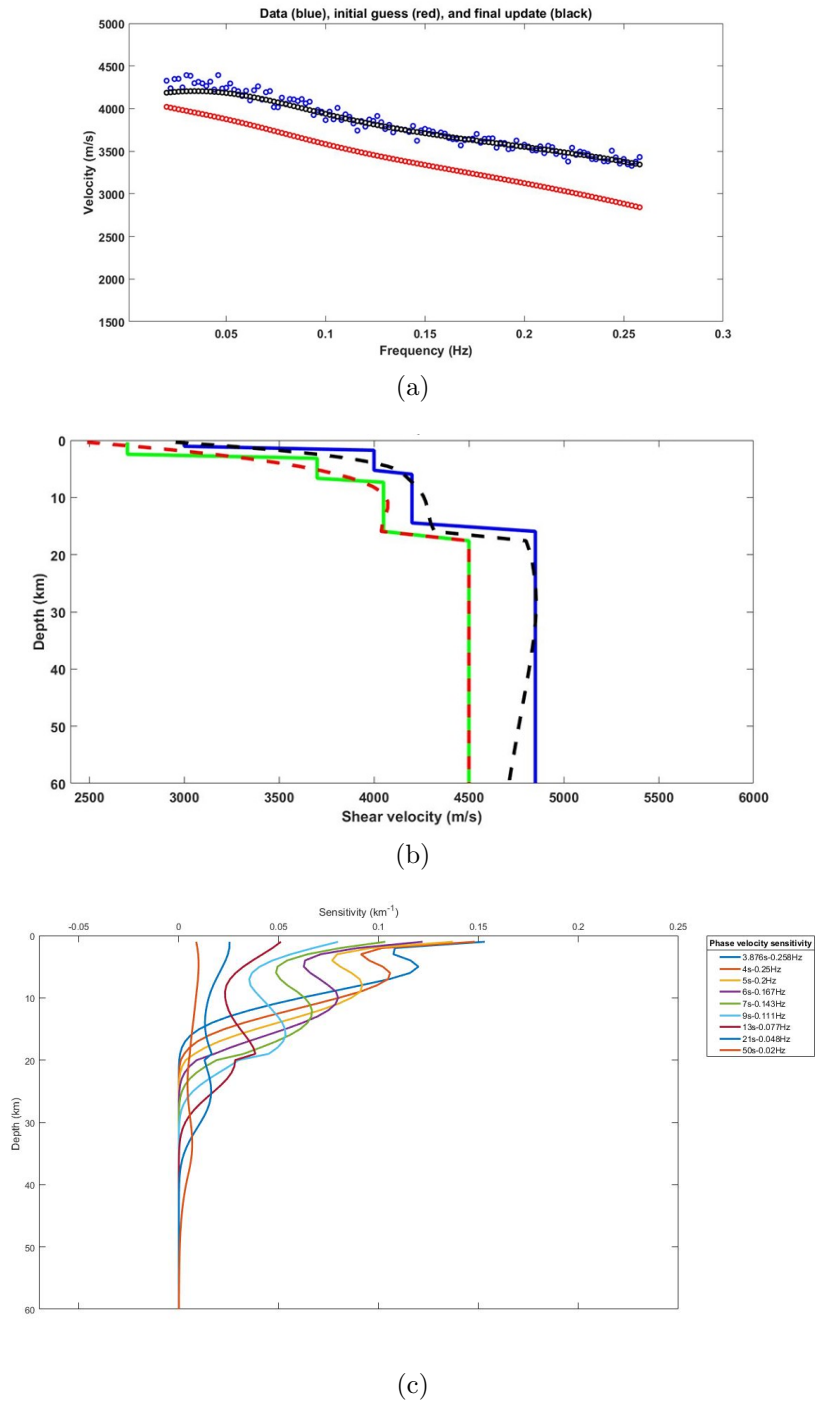 Data (blue), initial guess (red), and final update (black)
5000
4500
4000
3500
3000
2500
2000
1500
Velocity (m/s)
0.05 0.1 0.15 0.2 0.25 0.3
Frequency (Hz)
(a)
0
10
20
30
40
50
60
Depth (km)
2500 3000 3500 4000 4500 5000 5500 6000
Shear velocity (m/s)
(b)
Sensitivity (km⁻¹)
-0.05 0 0.05 0.1 0.15 0.2 0.25
0
10
20
30
40
50
60
Depth (km)
Phase velocity sensitivity
3.876s-0.258Hz
4s-0.25Hz
5s-0.2Hz
6s-0.167Hz
7s-0.143Hz
9s-0.111Hz
13s-0.077Hz
21s-0.048Hz
50s-0.02Hz
(c)